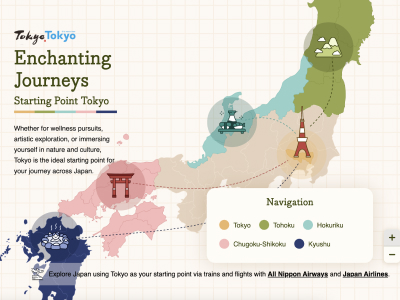 TokyoTokyo
Enchanting
Journeys
Starting Point Tokyo
Whether for wellness pursuits,
artistic exploration, or immersing
yourself in nature and culture,
Tokyo is the ideal starting point for
your journey across Japan.
Navigation
Tokyo Tohoku Hokuriku
Chugoku-Shikoku Kyushu
+
−
Explore Japan using Tokyo as your starting point via trains and flights with All Nippon Airways and Japan Airlines.